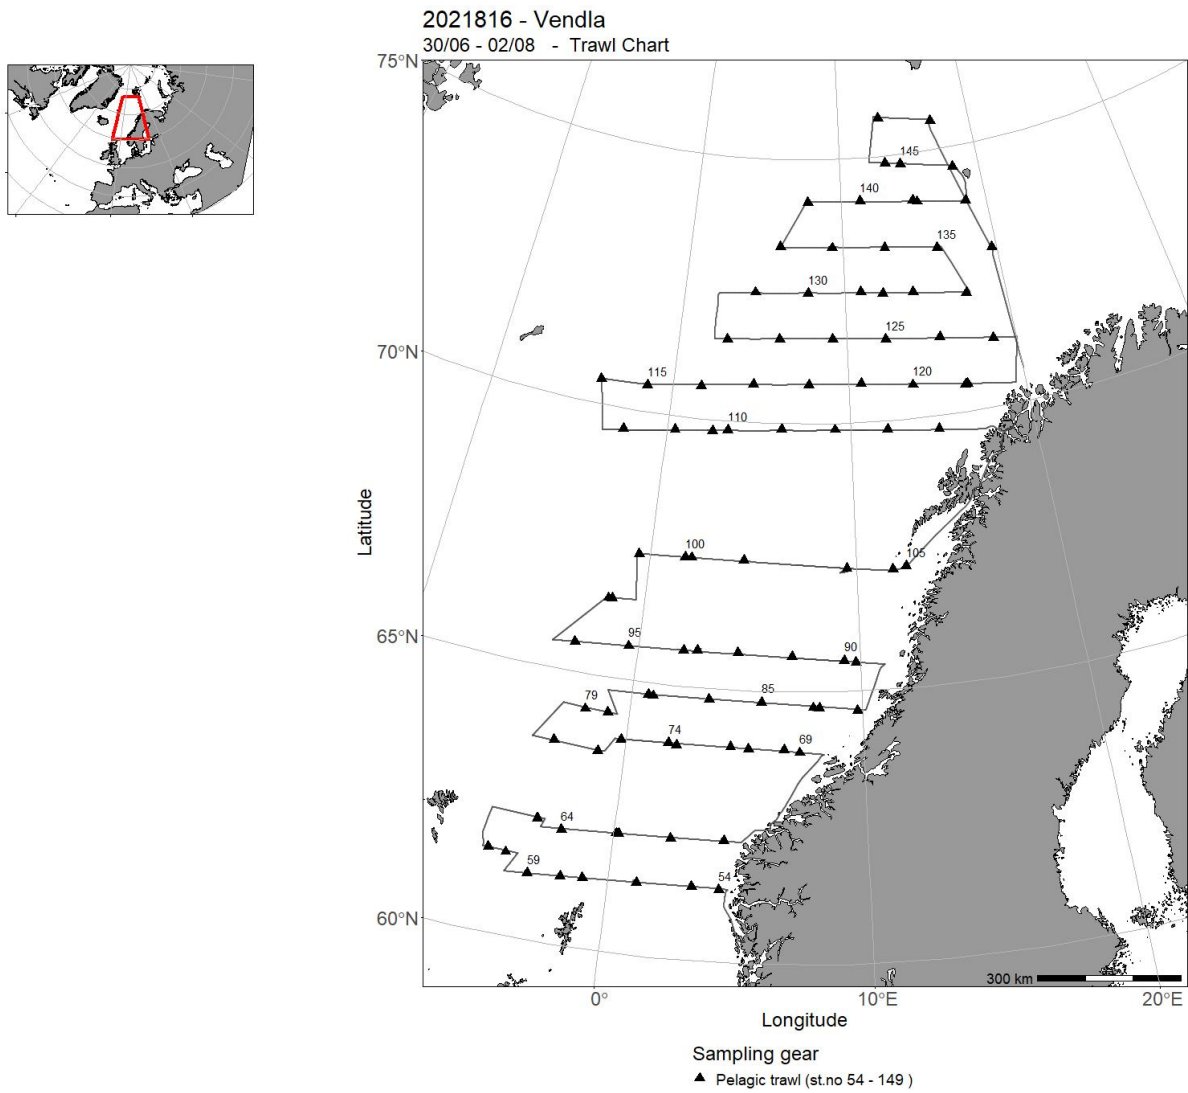 2021816 - Vendla
30/06 - 02/08 - Trawl Chart
75°N
145
140
135
130
125
70°N
115
120
110
Latitude
100
105
65°N
95
90
79
85
74
69
64
59
54
60°N
300 km
0°
10°E
20°E
Longitude
Sampling gear
Pelagic trawl (st.no 54 - 149 )